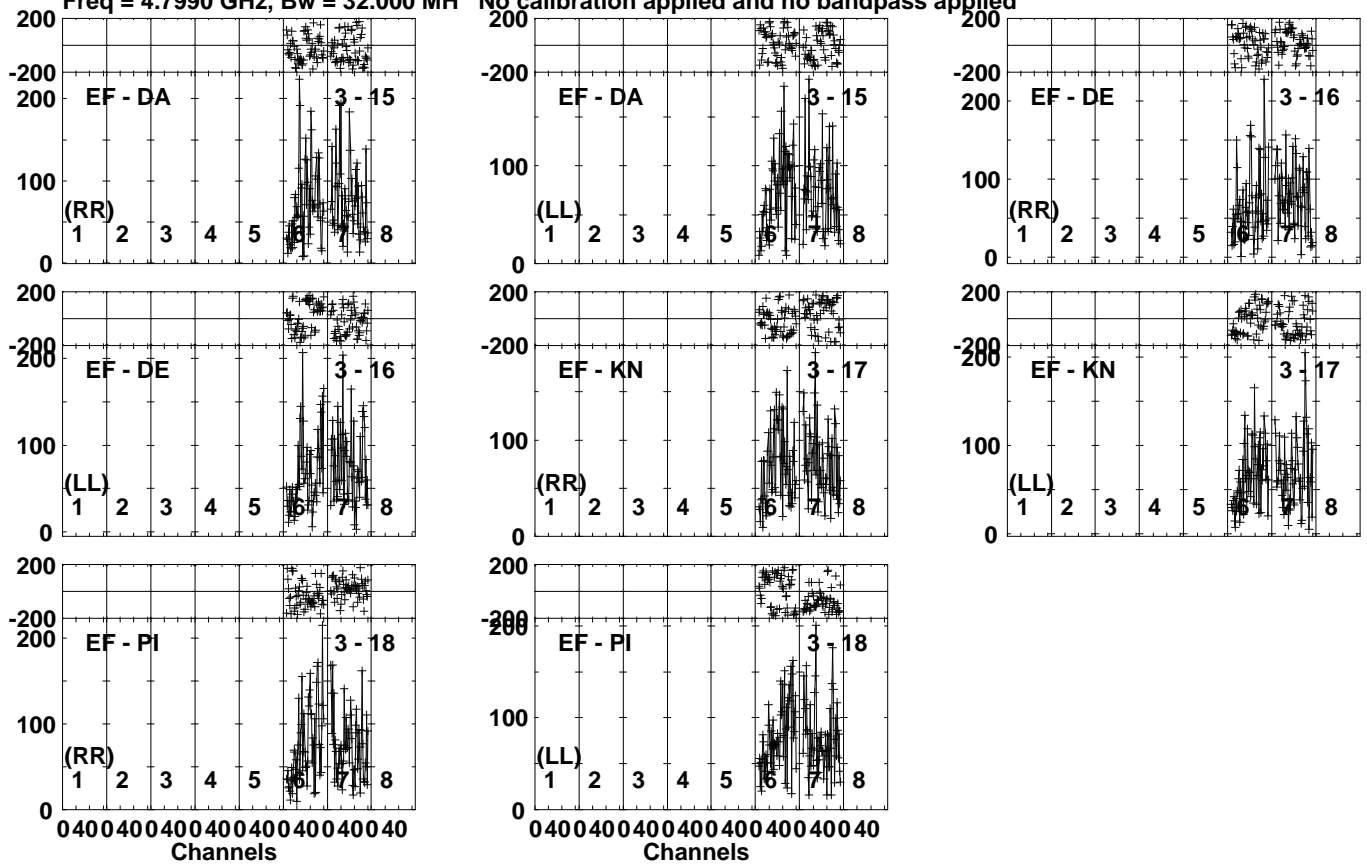 Freq = 4.7990 GHz, Bw = 32.000 MH No calibration applied and no bandpass applied
200 200 200
-200 -200 -200
200 EF - DA 3 - 15 200 EF - DA 3 - 15 200 EF - DE 3 - 16
100 100 100
(RR) (LL) (RR)
1 2 3 4 5 6 7 8 1 2 3 4 5 6 7 8 1 2 3 4 5 6 7 8
0 0 0
200 200 200
-200 -200 -200
200 EF - DE 3 - 16 EF - KN 3 - 17 200 EF - KN 3 - 17
100 100 100
(LL) (RR) (LL)
1 2 3 4 5 6 7 8 1 2 3 4 5 6 7 8 1 2 3 4 5 6 7 8
0 0 0
200 200
-200 -200
200 EF - PI 3 - 18 200 EF - PI 3 - 18
100 100
(RR) (LL)
1 2 3 4 5 6 7 8 1 2 3 4 5 6 7 8
0 0
0 40 0 40 0 40 0 40 0 40 0 40 0 40 0 40 0 40 0 40 0 40 0 40 0 40 0 40 0 40 0 40
Channels Channels